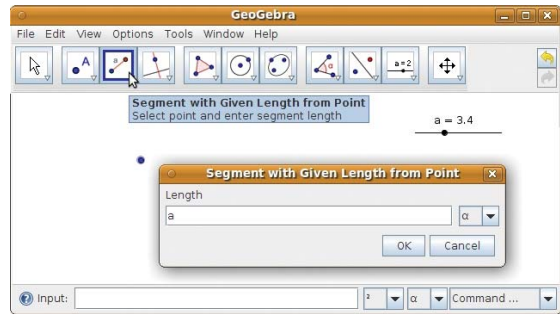 GeoGebra
File Edit View Options Tools Window Help
A
a
α
a=2
Segment with Given Length from Point
Select point and enter segment length
a = 3.4
Segment with Given Length from Point
Length
a
α
OK Cancel
Input: ² α Command ...